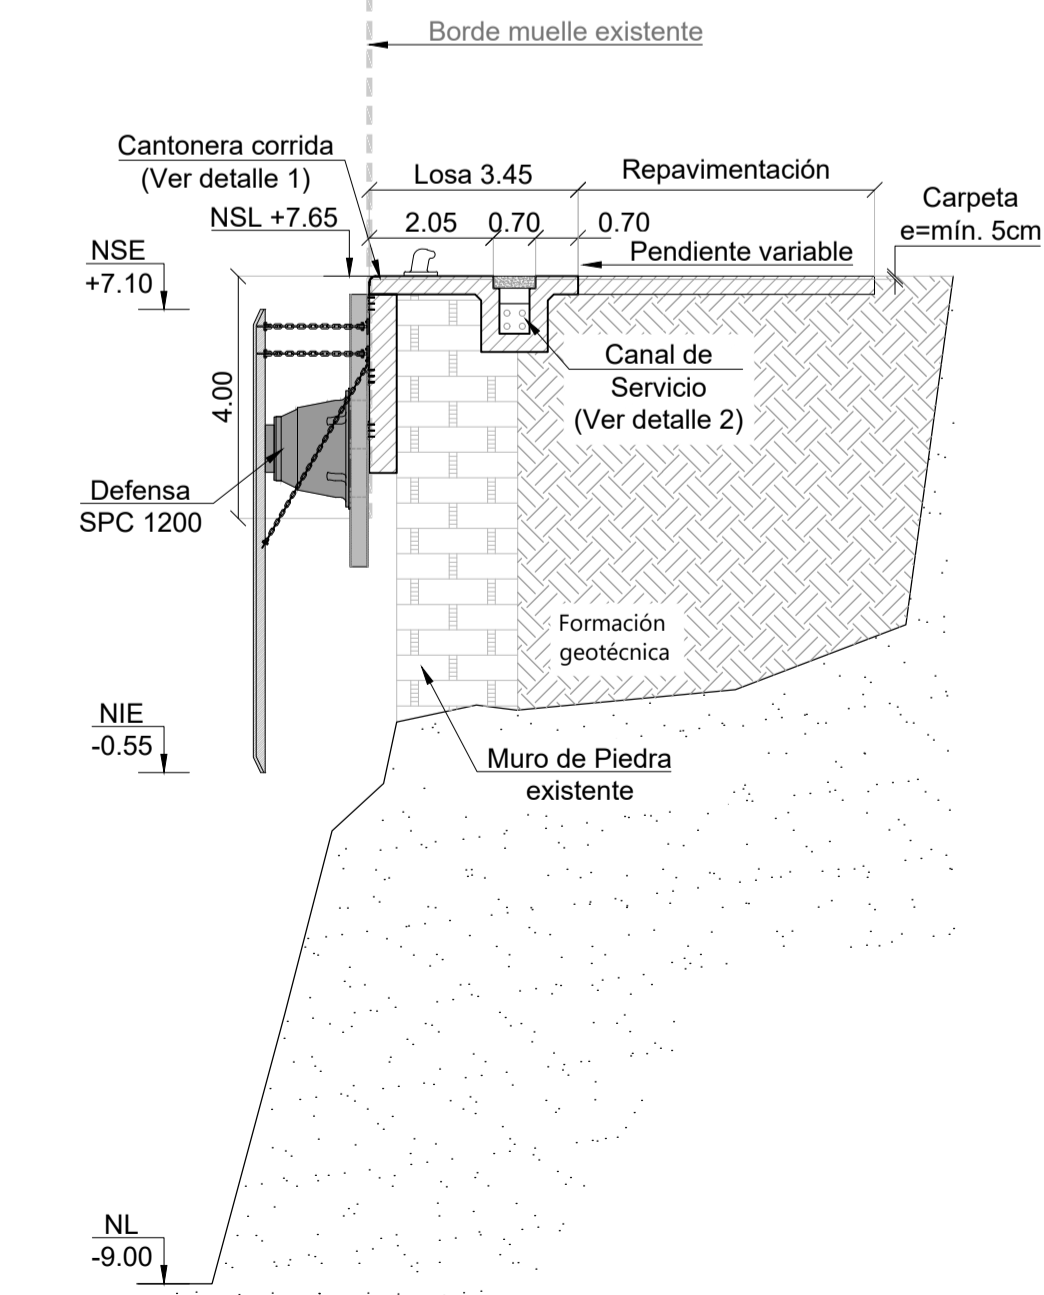 Borde muelle existente
Cantonera corrida
(Ver detalle 1)
Losa 3.45
Repavimentación
Carpeta
e=mín. 5cm
NSL +7.65
2.05
0.70
0.70
NSE
+7.10
Pendiente variable
4.00
Canal de
Servicio
(Ver detalle 2)
Defensa
SPC 1200
Formación
geotécnica
NIE
-0.55
Muro de Piedra
existente
NL
-9.00